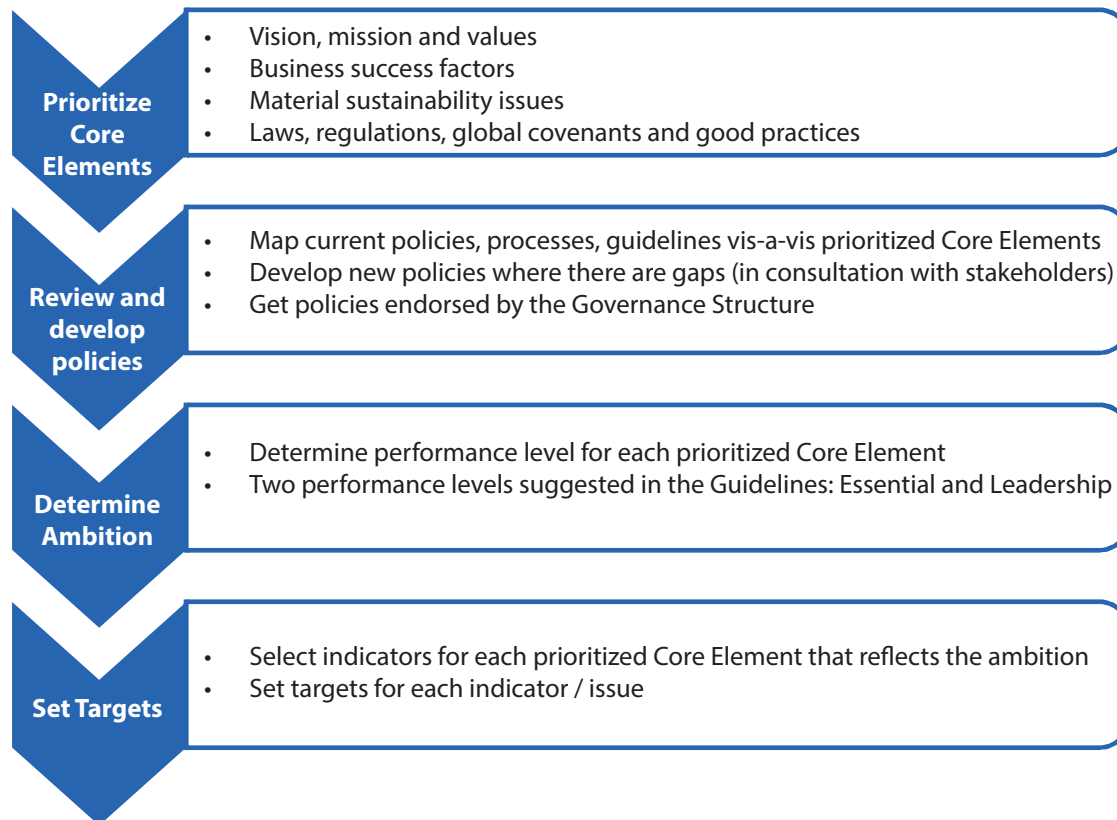 Prioritize
Core
Elements
• Vision, mission and values
• Business success factors
• Material sustainability issues
• Laws, regulations, global covenants and good practices
Review and
develop
policies
• Map current policies, processes, guidelines vis-a-vis prioritized Core Elements
• Develop new policies where there are gaps (in consultation with stakeholders)
• Get policies endorsed by the Governance Structure
Determine
Ambition
• Determine performance level for each prioritized Core Element
• Two performance levels suggested in the Guidelines: Essential and Leadership
Set Targets
• Select indicators for each prioritized Core Element that reflects the ambition
• Set targets for each indicator / issue